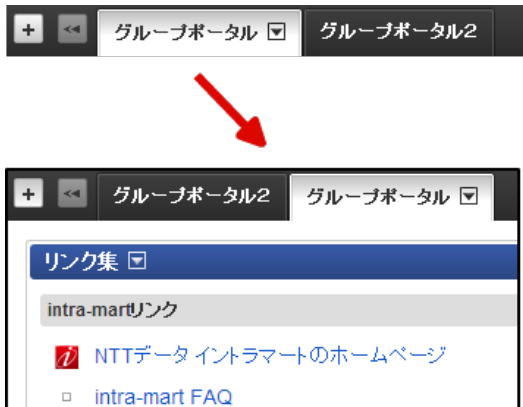 グループポータル グループポータル2
グループポータル2 グループポータル
リンク集
intra-martリンク
NTTデータ イントラマートのホームページ
intra-mart FAQ